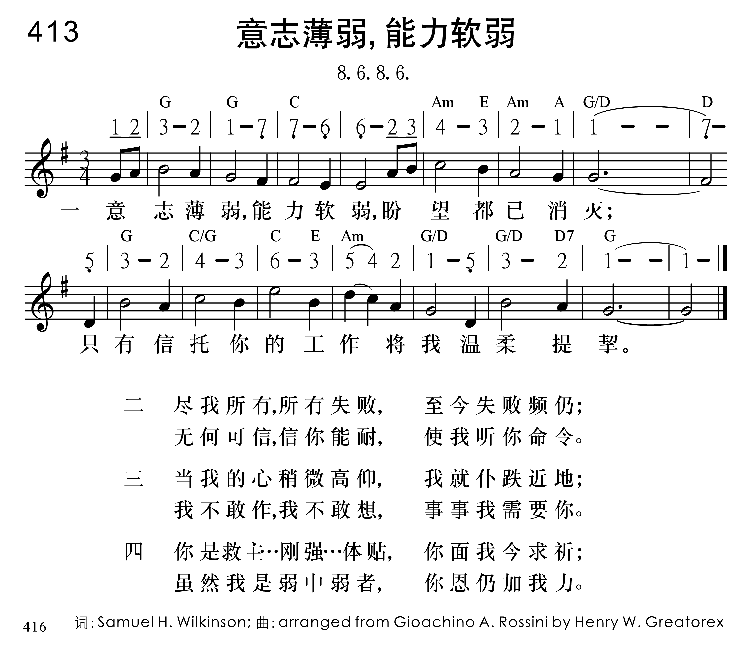 413 意志薄弱,能力软弱
8.6.8.6.
G G C Am E Am A G/D D
1 2 | 3 - 2 | 1 - 7 | 7 - 6 | 6 - 2 3 | 4 - 3 | 2 - 1 | 1 - - | 7 -
3/4
一 意 志 薄 弱,能 力 软 弱,盼 望 都 已 消 灭;
G C/G C E Am G/D G/D D7 G
5 | 3 - 2 | 4 - 3 | 6 - 3 | 5 4 2 | 1 - 5 | 3 - 2 | 1 - - | 1 - ‖
只 有 信 托 你 的 工 作 将 我 温 柔 提 挈。
二 尽我所有,所有失败, 至今失败频仍;
无何可信,信你能耐, 使我听你命令。
三 当我的心稍微高仰, 我就仆跌近地;
我不敢作,我不敢想, 事事我需要你。
四 你是救主…刚强…体贴, 你面我今求祈;
虽然我是弱中弱者, 你恩仍加我力。
416 词: Samuel H. Wilkinson; 曲: arranged from Gioachino A. Rossini by Henry W. Greatorex